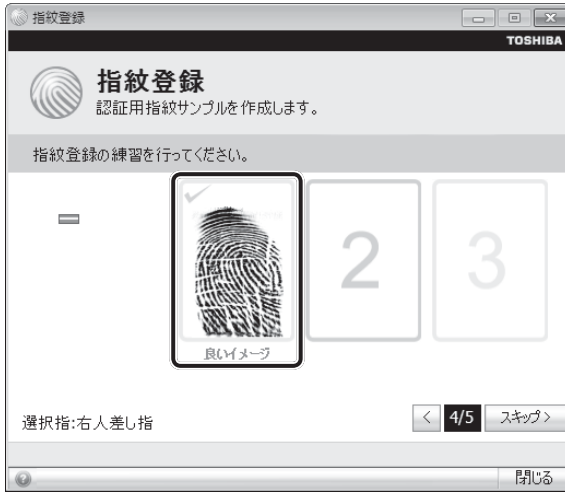 指紋登録
TOSHIBA
指紋登録
認証用指紋サンプルを作成します。
指紋登録の練習を行ってください。
2
3
良いイメージ
選択指:右人差し指
< 4/5 スキップ >
閉じる